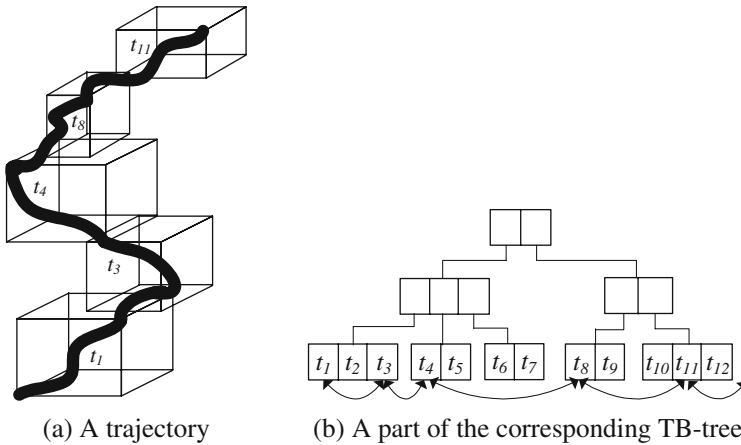 t11
t8
t4
t3
t1
t1 t2 t3 t4 t5 t6 t7 t8 t9 t10 t11 t12
(a) A trajectory
(b) A part of the corresponding TB-tree